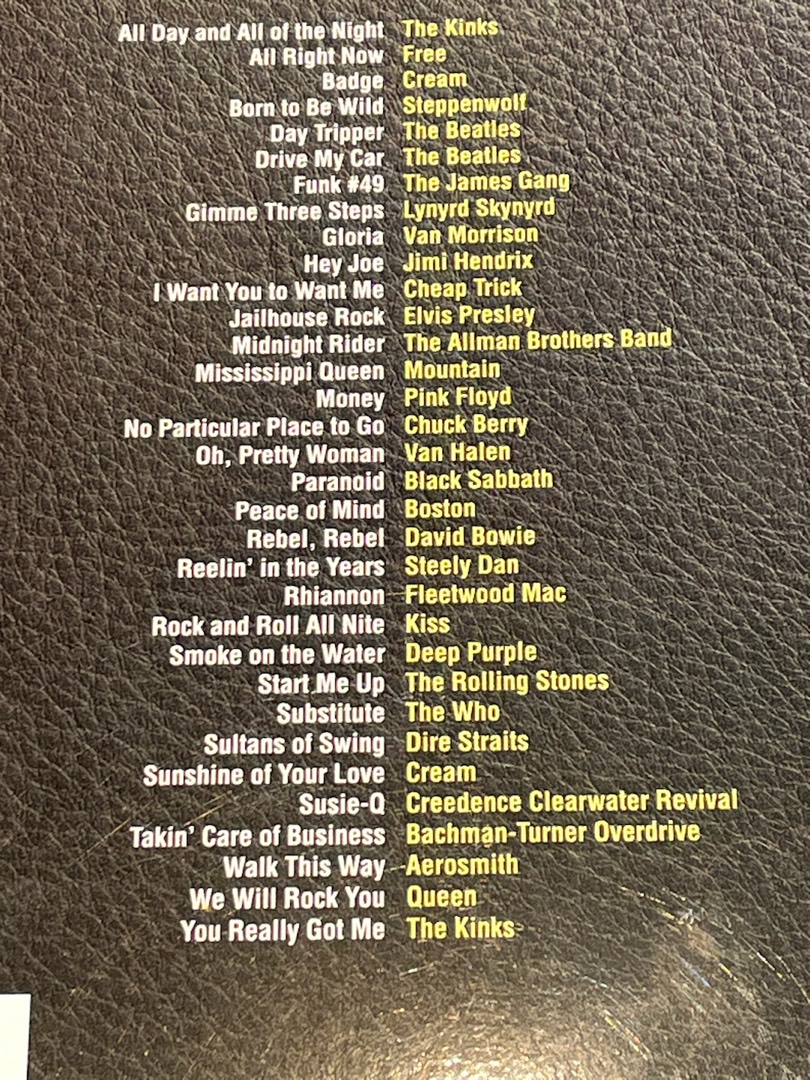 All Day and All of the Night The Kinks
All Right Now Free
Badge Cream
Born to Be Wild Steppenwolf
Day Tripper The Beatles
Drive My Car The Beatles
Funk #49 The James Gang
Gimme Three Steps Lynyrd Skynyrd
Gloria Van Morrison
Hey Joe Jimi Hendrix
I Want You to Want Me Cheap Trick
Jailhouse Rock Elvis Presley
Midnight Rider The Allman Brothers Band
Mississippi Queen Mountain
Money Pink Floyd
No Particular Place to Go Chuck Berry
Oh, Pretty Woman Van Halen
Paranoid Black Sabbath
Peace of Mind Boston
Rebel, Rebel David Bowie
Reelin' in the Years Steely Dan
Rhiannon Fleetwood Mac
Rock and Roll All Nite Kiss
Smoke on the Water Deep Purple
Start Me Up The Rolling Stones
Substitute The Who
Sultans of Swing Dire Straits
Sunshine of Your Love Cream
Susie-Q Creedence Clearwater Revival
Takin' Care of Business Bachman-Turner Overdrive
Walk This Way Aerosmith
We Will Rock You Queen
You Really Got Me The Kinks